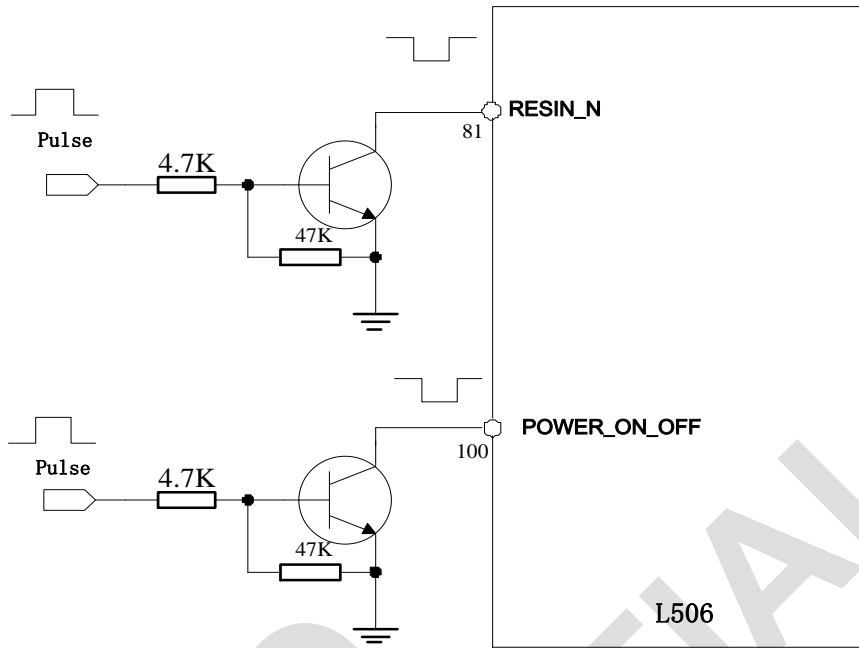 RESIN_N
81
Pulse
4.7K
47K
POWER_ON_OFF
100
Pulse
4.7K
47K
L506